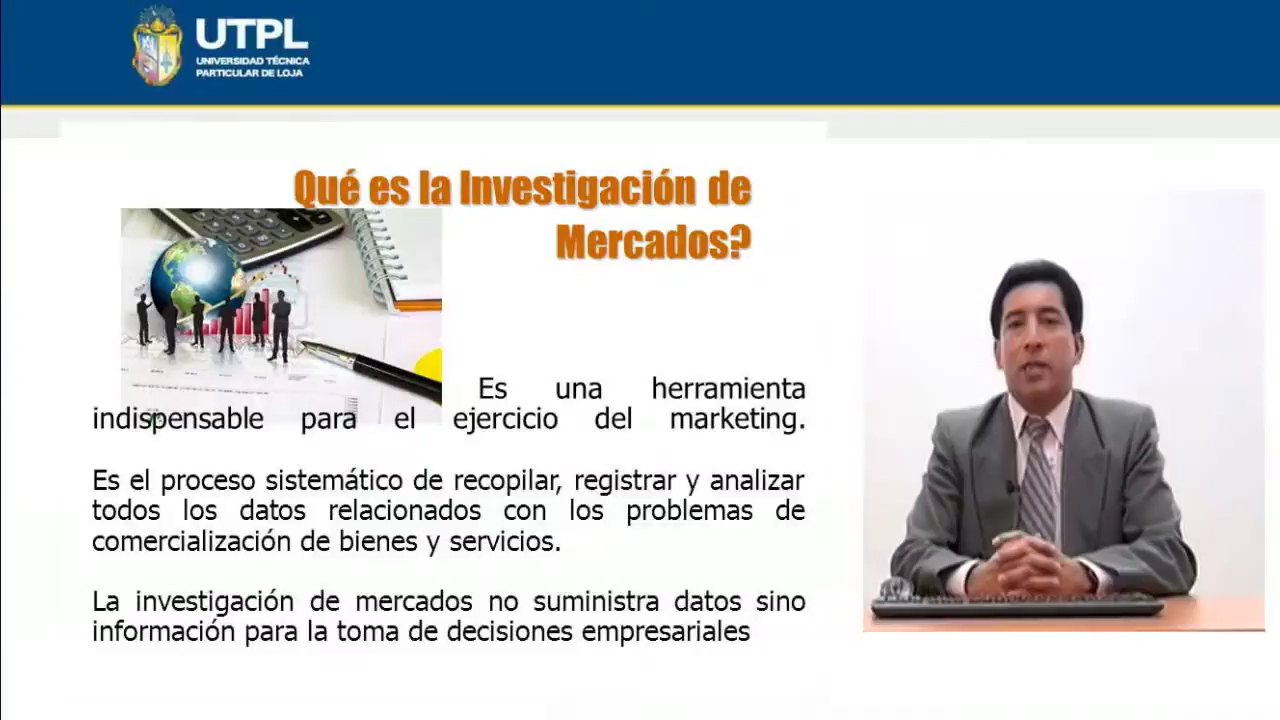 UTPL
UNIVERSIDAD TÉCNICA
PARTICULAR DE LOJA
Qué es la Investigación de
Mercados?
Es una herramienta
indispensable para el ejercicio del marketing.
Es el proceso sistemático de recopilar, registrar y analizar
todos los datos relacionados con los problemas de
comercialización de bienes y servicios.
La investigación de mercados no suministra datos sino
información para la toma de decisiones empresariales